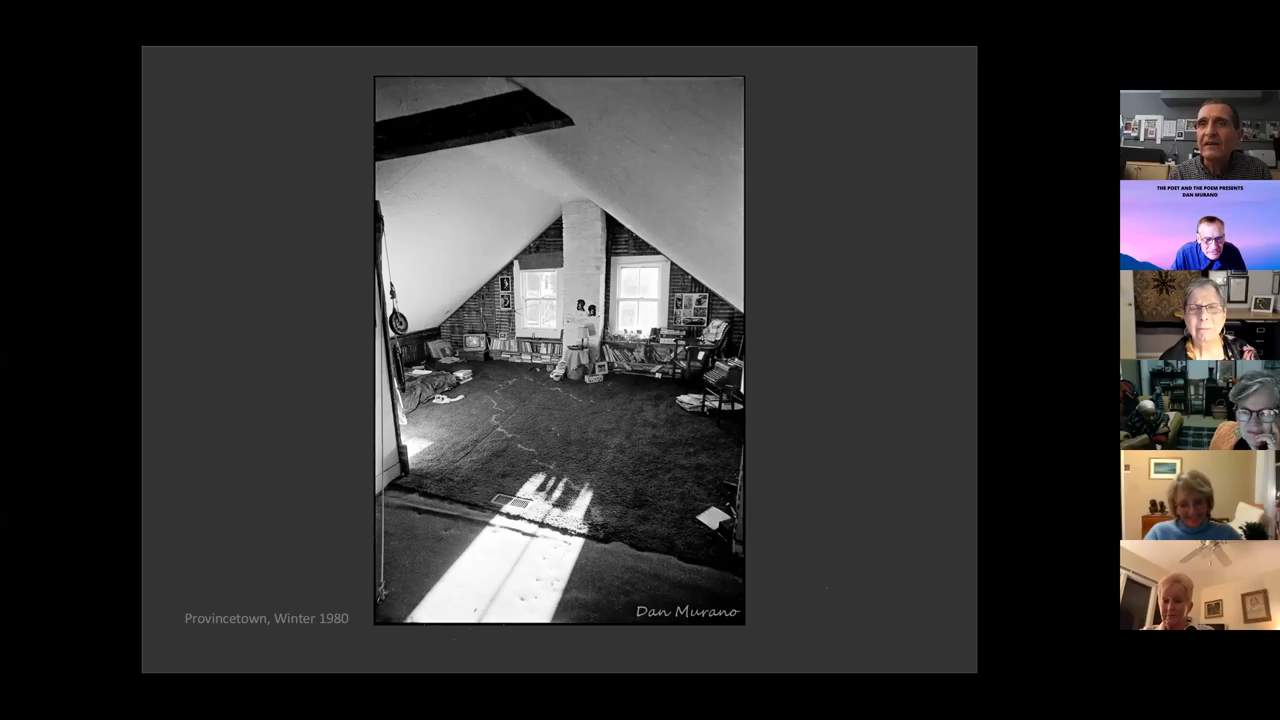 THE POET AND THE POEM PRESENTS
DAN MURANO
Provincetown, Winter 1980
Dan Murano